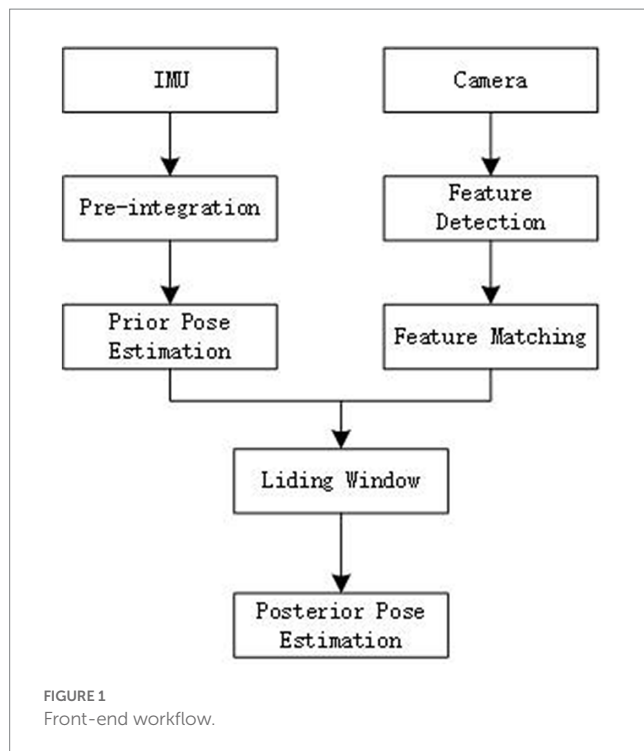 IMU
Camera
Pre-integration
Feature
Detection
Prior Pose
Estimation
Feature Matching
Liding Window
Posterior Pose
Estimation
FIGURE 1
Front-end workflow.